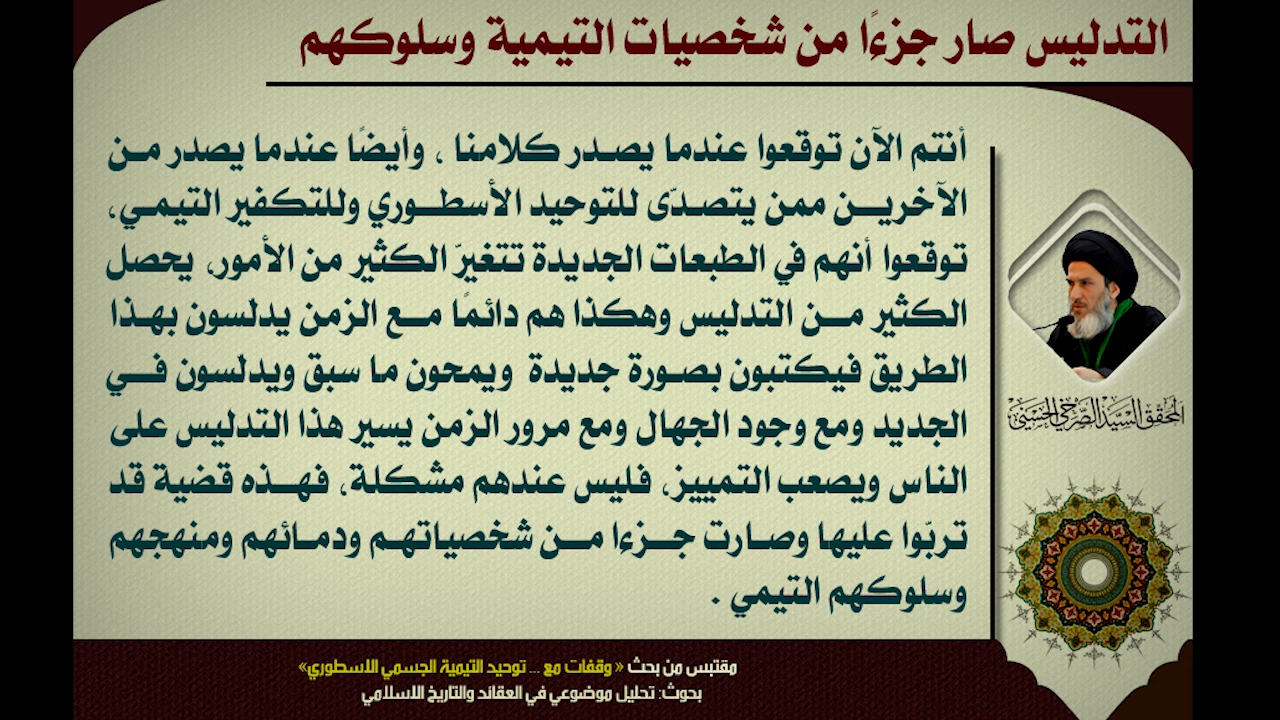 التدليس صار جزءًا من شخصيات التيمية وسلوكهم
أنتم الآن توقعوا عندما يصدر كلامنا ، وأيضًا عندما يصدر من
الآخرين ممن يتصدّى للتوحيد الأسطوري وللتكفير التيمي،
توقعوا أنهم في الطبعات الجديدة تتغيرّ الكثير من الأمور، يحصل
الكثير من التدليس وهكذا هم دائمًا مع الزمن يدلسون بهذا
الطريق فيكتبون بصورة جديدة ويمحون ما سبق ويدلسون في
الجديد ومع وجود الجهال ومع مرور الزمن يسير هذا التدليس على
الناس ويصعب التمييز، فليس عندهم مشكلة، فهذه قضية قد
تربّوا عليها وصارت جزءا من شخصياتهم ودمائهم ومنهجهم
وسلوكهم التيمي .
المحقق السيد الصرخي الحسني
مقتبس من بحث « وقفات مع ... توحيد التيمية الجسمي الاسطوري»
بحوث: تحليل موضوعي في العقائد والتاريخ الاسلامي